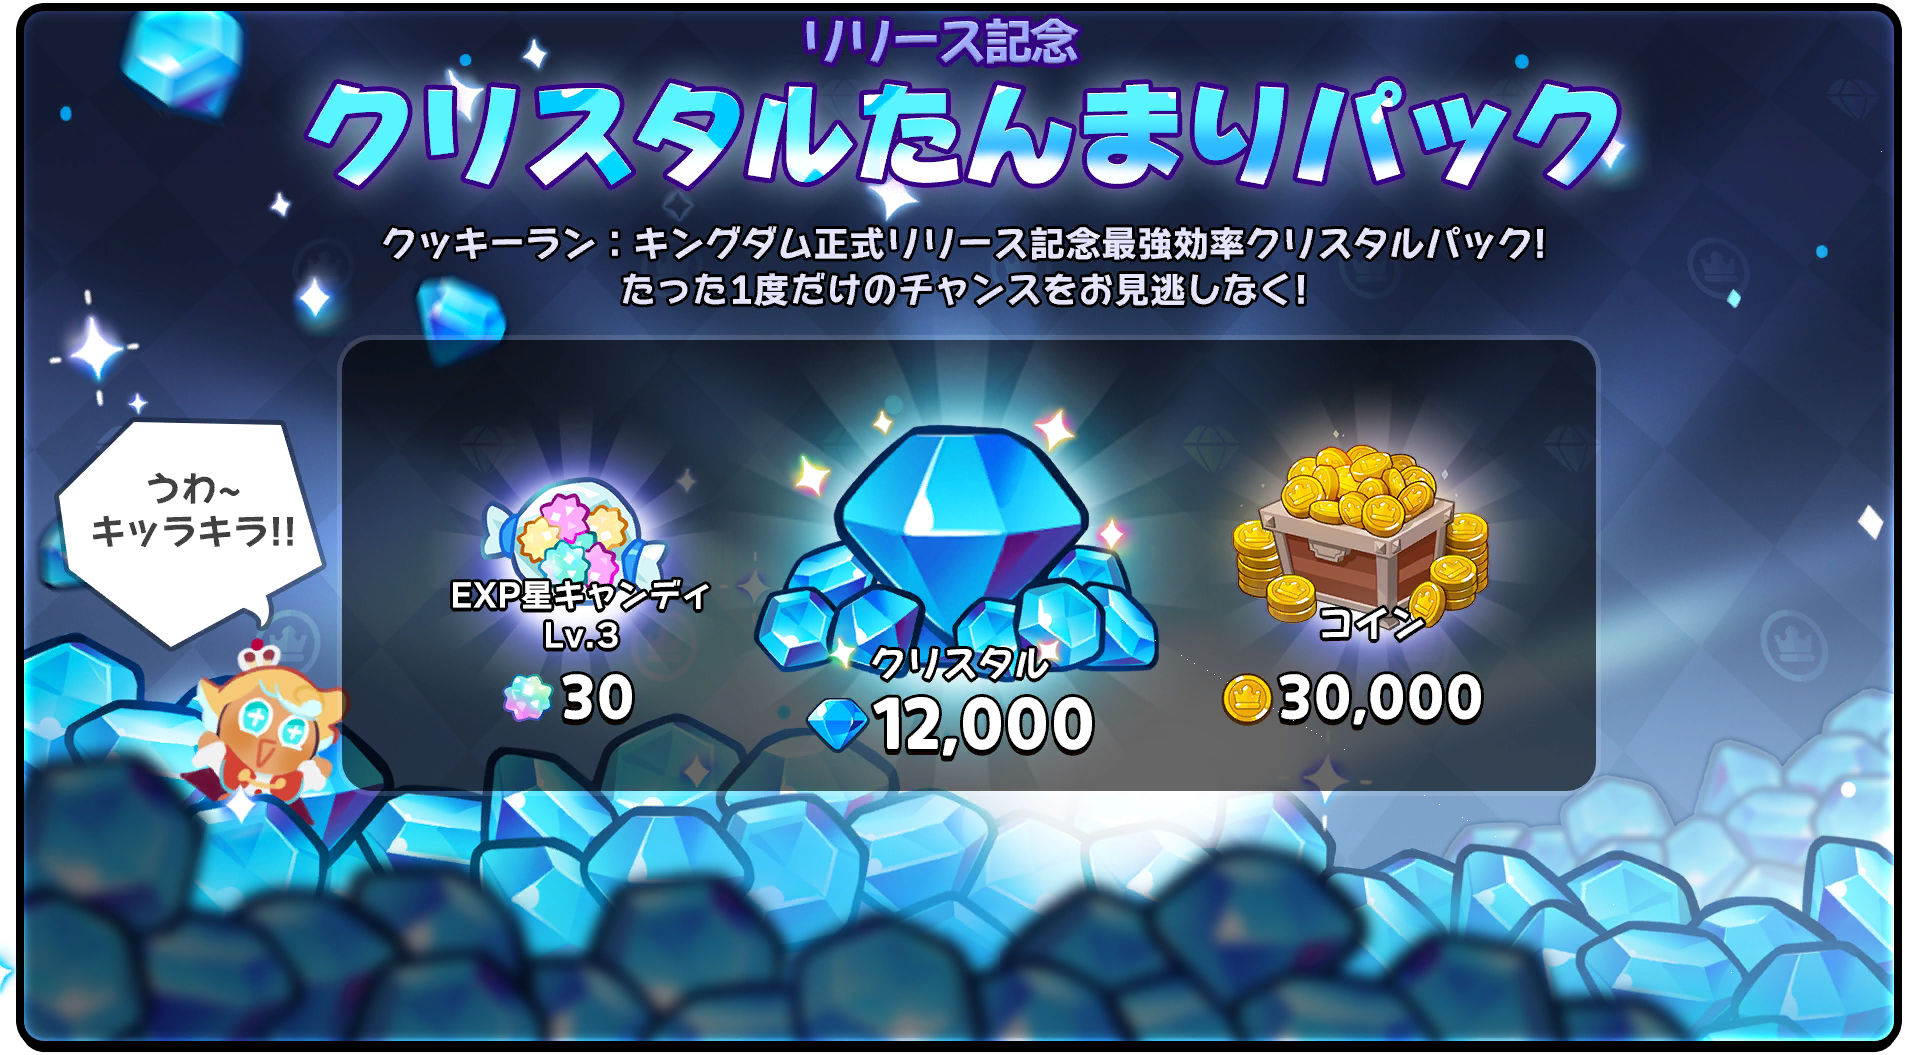 リリース記念
クリスタルたんまりパック
クッキーラン：キングダム正式リリース記念最強効率クリスタルパック!
たった1度だけのチャンスをお見逃しなく!
うわ~
キッラキラ!!
EXP星キャンディ
Lv.3
30
クリスタル
12,000
コイン
30,000